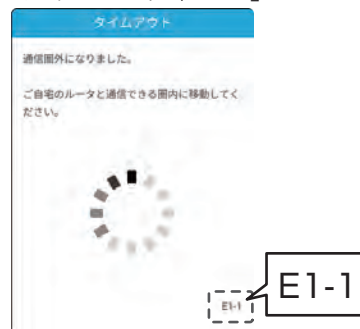 タイムアウト
通信圏外になりました。
ご自宅のルータと通信できる圏内に移動してく
ださい。
E1-1
E1-1